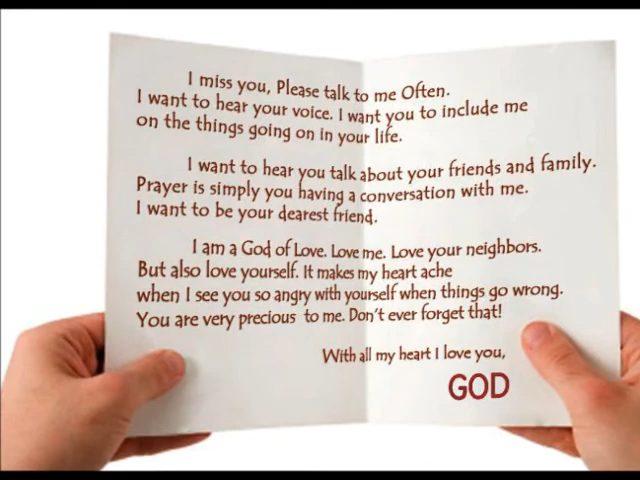 I miss you, Please talk to me Often.
I want to hear your voice. I want you to include me
on the things going on in your life.
I want to hear you talk about your friends and family.
Prayer is simply you having a conversation with me.
I want to be your dearest friend.
I am a God of Love. Love me. Love your neighbors.
But also love yourself. It makes my heart ache
when I see you so angry with yourself when things go wrong.
You are very precious to me. Don't ever forget that!
With all my heart I love you,
GOD